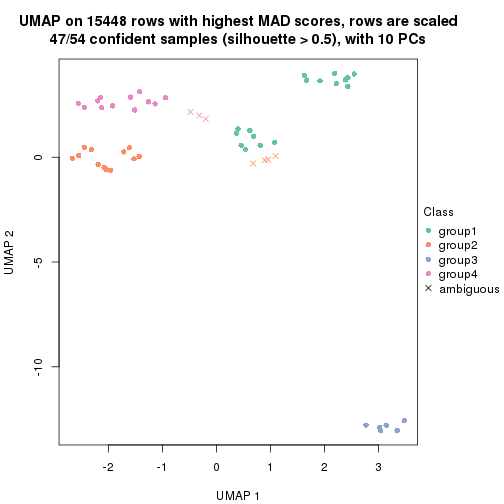 UMAP on 15448 rows with highest MAD scores, rows are scaled
47/54 confident samples (silhouette > 0.5), with 10 PCs
0
-5
-10
UMAP 2
-2
-1
0
1
2
3
UMAP 1
Class
group1
group2
group3
group4
ambiguous